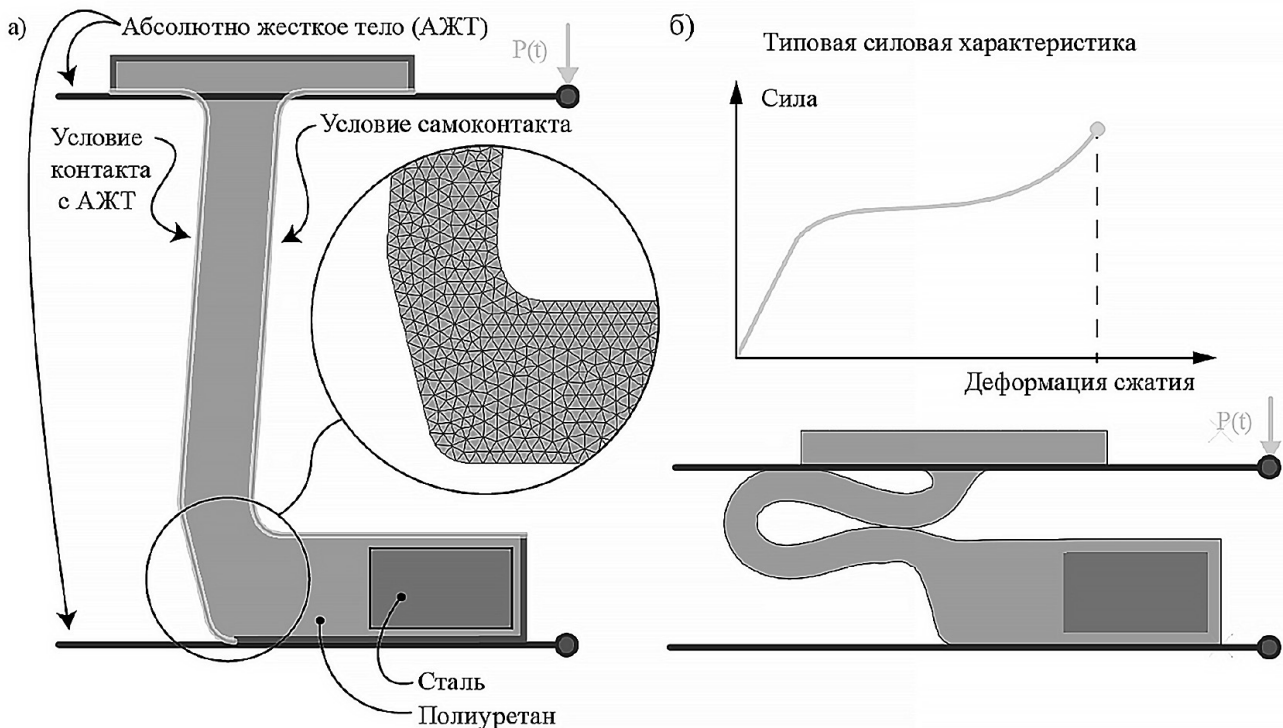 а)
Абсолютно жесткое тело (АЖТ)
P(t)
Условие
контакта
с АЖТ
Условие самоконтакта
Сталь
Полиуретан
б)
Типовая силовая характеристика
Сила
Деформация сжатия
P(t)